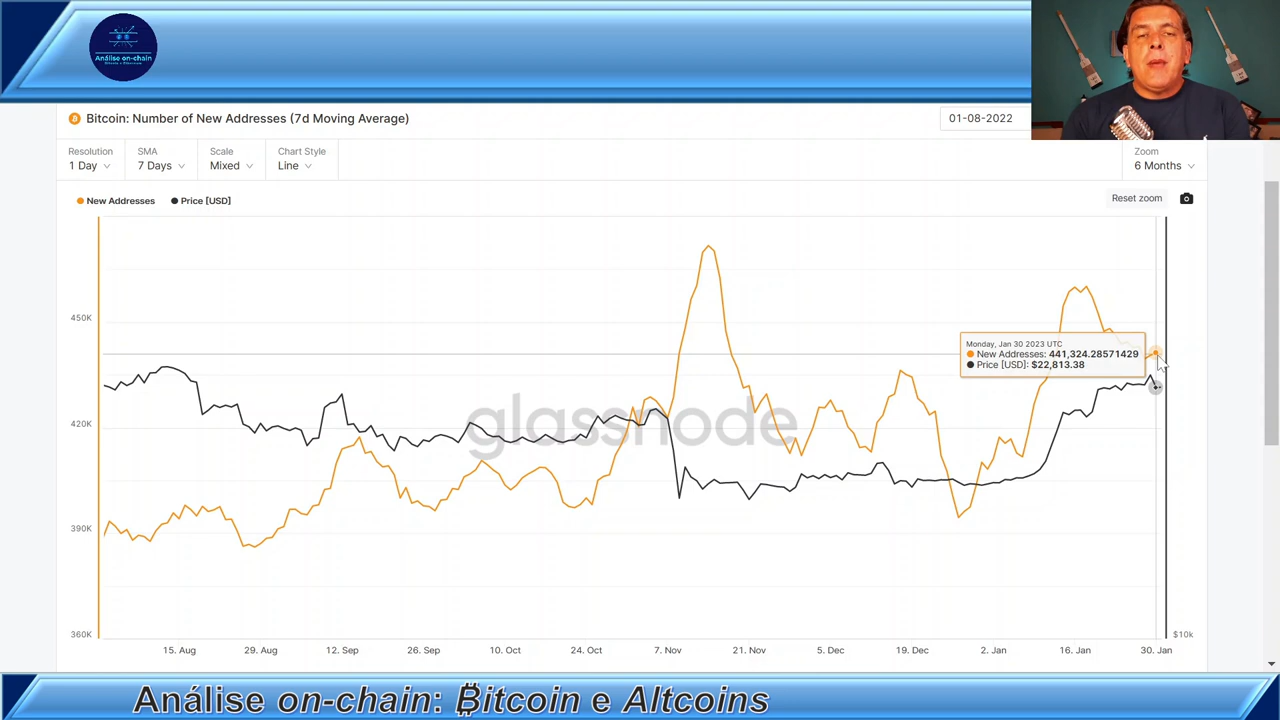 Análise on-chain
Bitcoin: Number of New Addresses (7d Moving Average)
01-08-2022
Resolution
1 Day
SMA
7 Days
Scale
Mixed
Chart Style
Line
Zoom
6 Months
New Addresses
Price [USD]
Reset zoom
450K
420K
390K
360K
$10k
glassnode
Monday, Jan 30 2023 UTC
New Addresses: 441,324.28571429
Price [USD]: $22,813.38
15. Aug
29. Aug
12. Sep
26. Sep
10. Oct
24. Oct
7. Nov
21. Nov
5. Dec
19. Dec
2. Jan
16. Jan
30. Jan
Análise on-chain: ₿itcoin e Altcoins